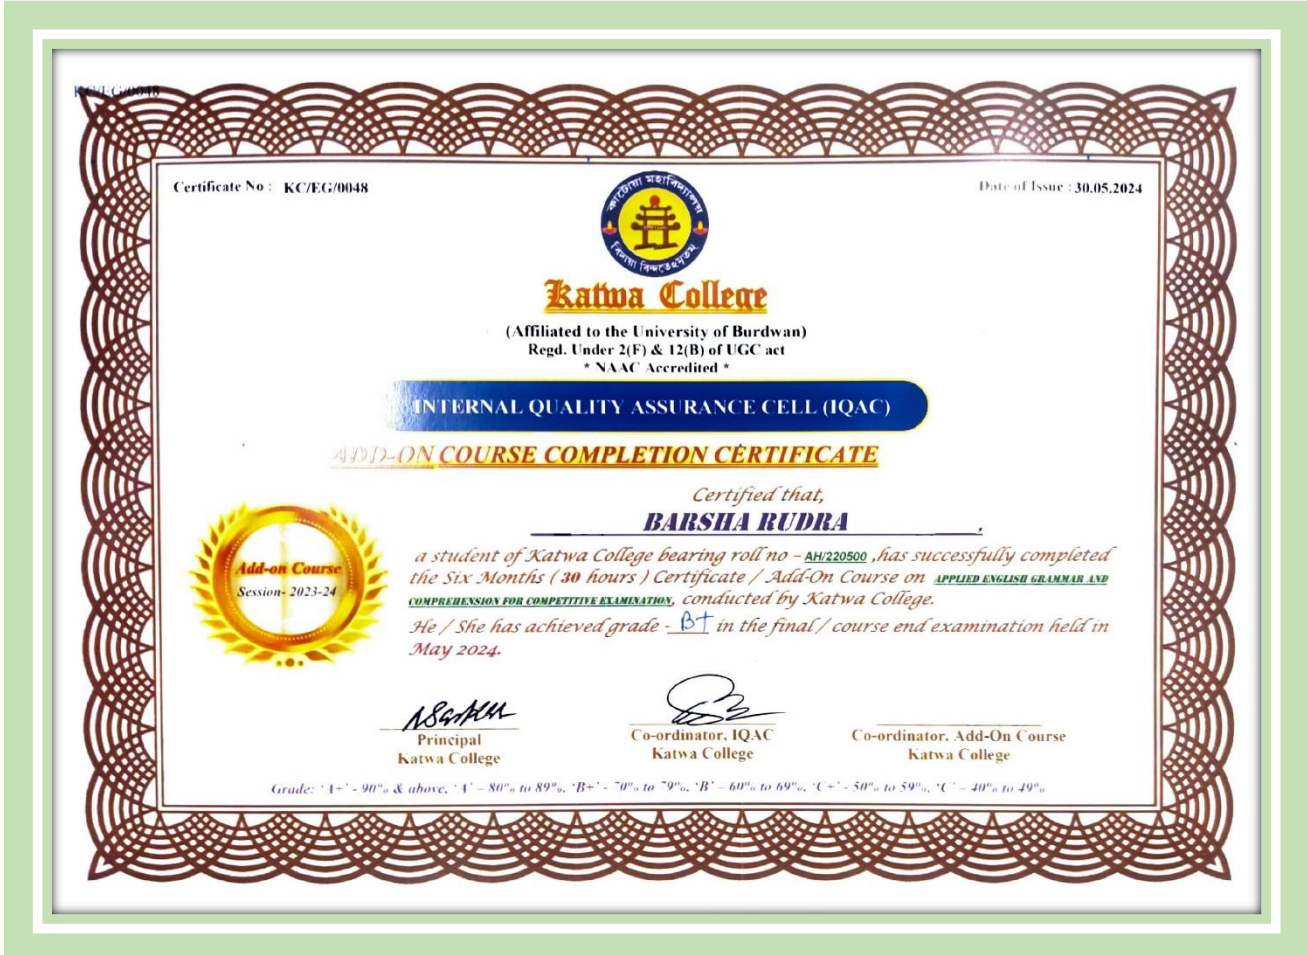 KC/EG/0048
Certificate No : KC/EG/0048
Date of Issue : 30.05.2024
কাটোয়া মহাবিদ্যালয়
Katwa College
(Affiliated to the University of Burdwan)
Regd. Under 2(F) & 12(B) of UGC act
* NAAC Accredited *
INTERNAL QUALITY ASSURANCE CELL (IQAC)
ADD-ON COURSE COMPLETION CERTIFICATE
Certified that,
BARSHA RUDRA .
a student of Katwa College bearing roll no – AH/220500 ,has successfully completed
the Six Months ( 30 hours ) Certificate / Add-On Course on APPLIED ENGLISH GRAMMAR AND
COMPREHENSION FOR COMPETITIVE EXAMINATION, conducted by Katwa College.
He / She has achieved grade - B+ in the final / course end examination held in
May 2024.
Add-on Course
Session- 2023-24
Principal
Katwa College
Co-ordinator, IQAC
Katwa College
Co-ordinator, Add-On Course
Katwa College
Grade: 'A+' - 90% & above, 'A' – 80% to 89%, 'B+' - 70% to 79%, 'B' – 60% to 69%, 'C+' - 50% to 59%, 'C' – 40% to 49%